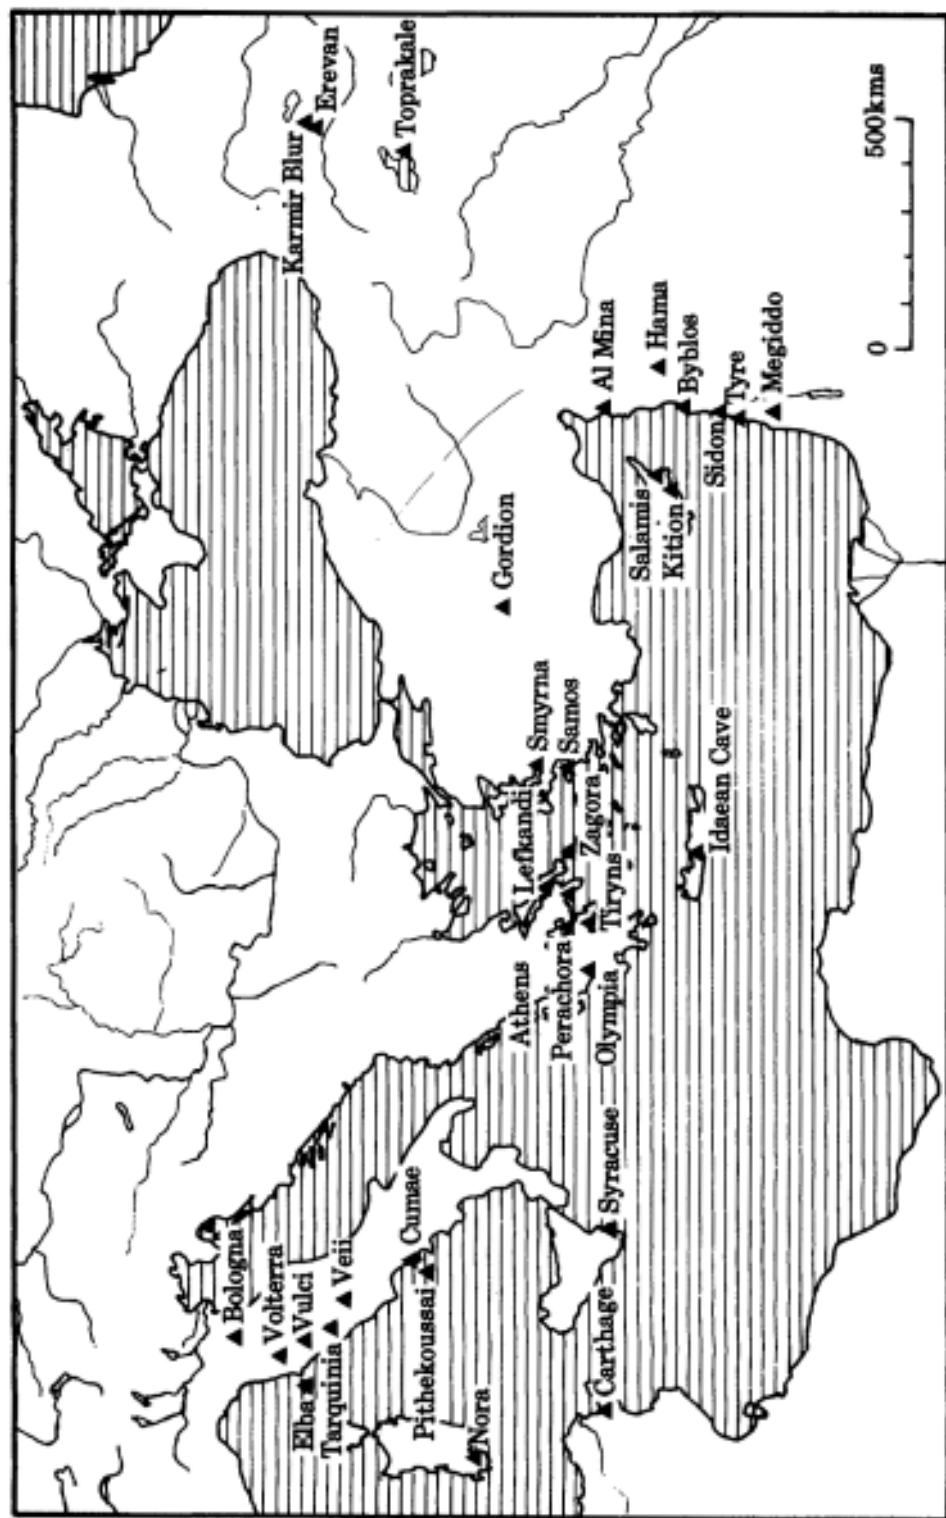 Bologna
Volterra
Vulci
Elba
Tarquinia
Veii
Cumae
Pithekoussai
Nora
Carthage
Syracuse
Athens
Perachora
Olympia
Tiryns
Lefkandi
Zagora
Smyrna
Samos
Idaean Cave
Gordion
Salamis
Kition
Al Mina
Hama
Byblos
Sidon
Tyre
Megiddo
Karmir Blur
Erevan
Toprakale
0 500kms